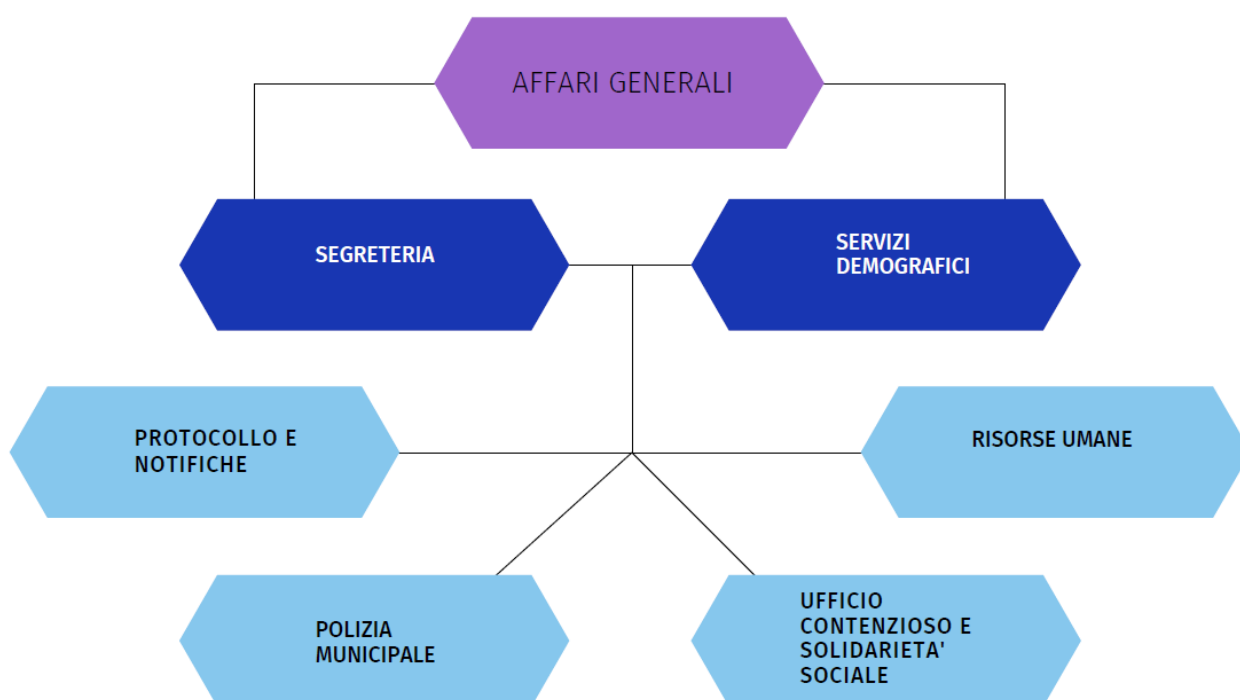 AFFARI GENERALI
SEGRETERIA
SERVIZI
DEMOGRAFICI
PROTOCOLLO E
NOTIFICHE
RISORSE UMANE
POLIZIA
MUNICIPALE
UFFICIO
CONTENZIOSO E
SOLIDARIETA'
SOCIALE